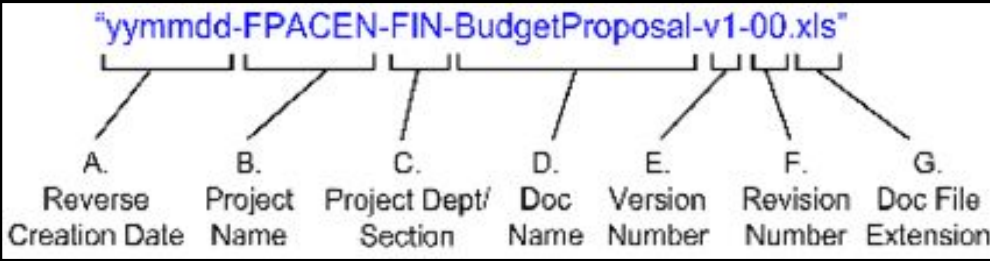 “yymmdd-FPACEN-FIN-BudgetProposal-v1-00.xls”
A. B. C. D. E. F. G.
Reverse Project Project Dept/ Doc Version Revision Doc File
Creation Date Name Section Name Number Number Extension